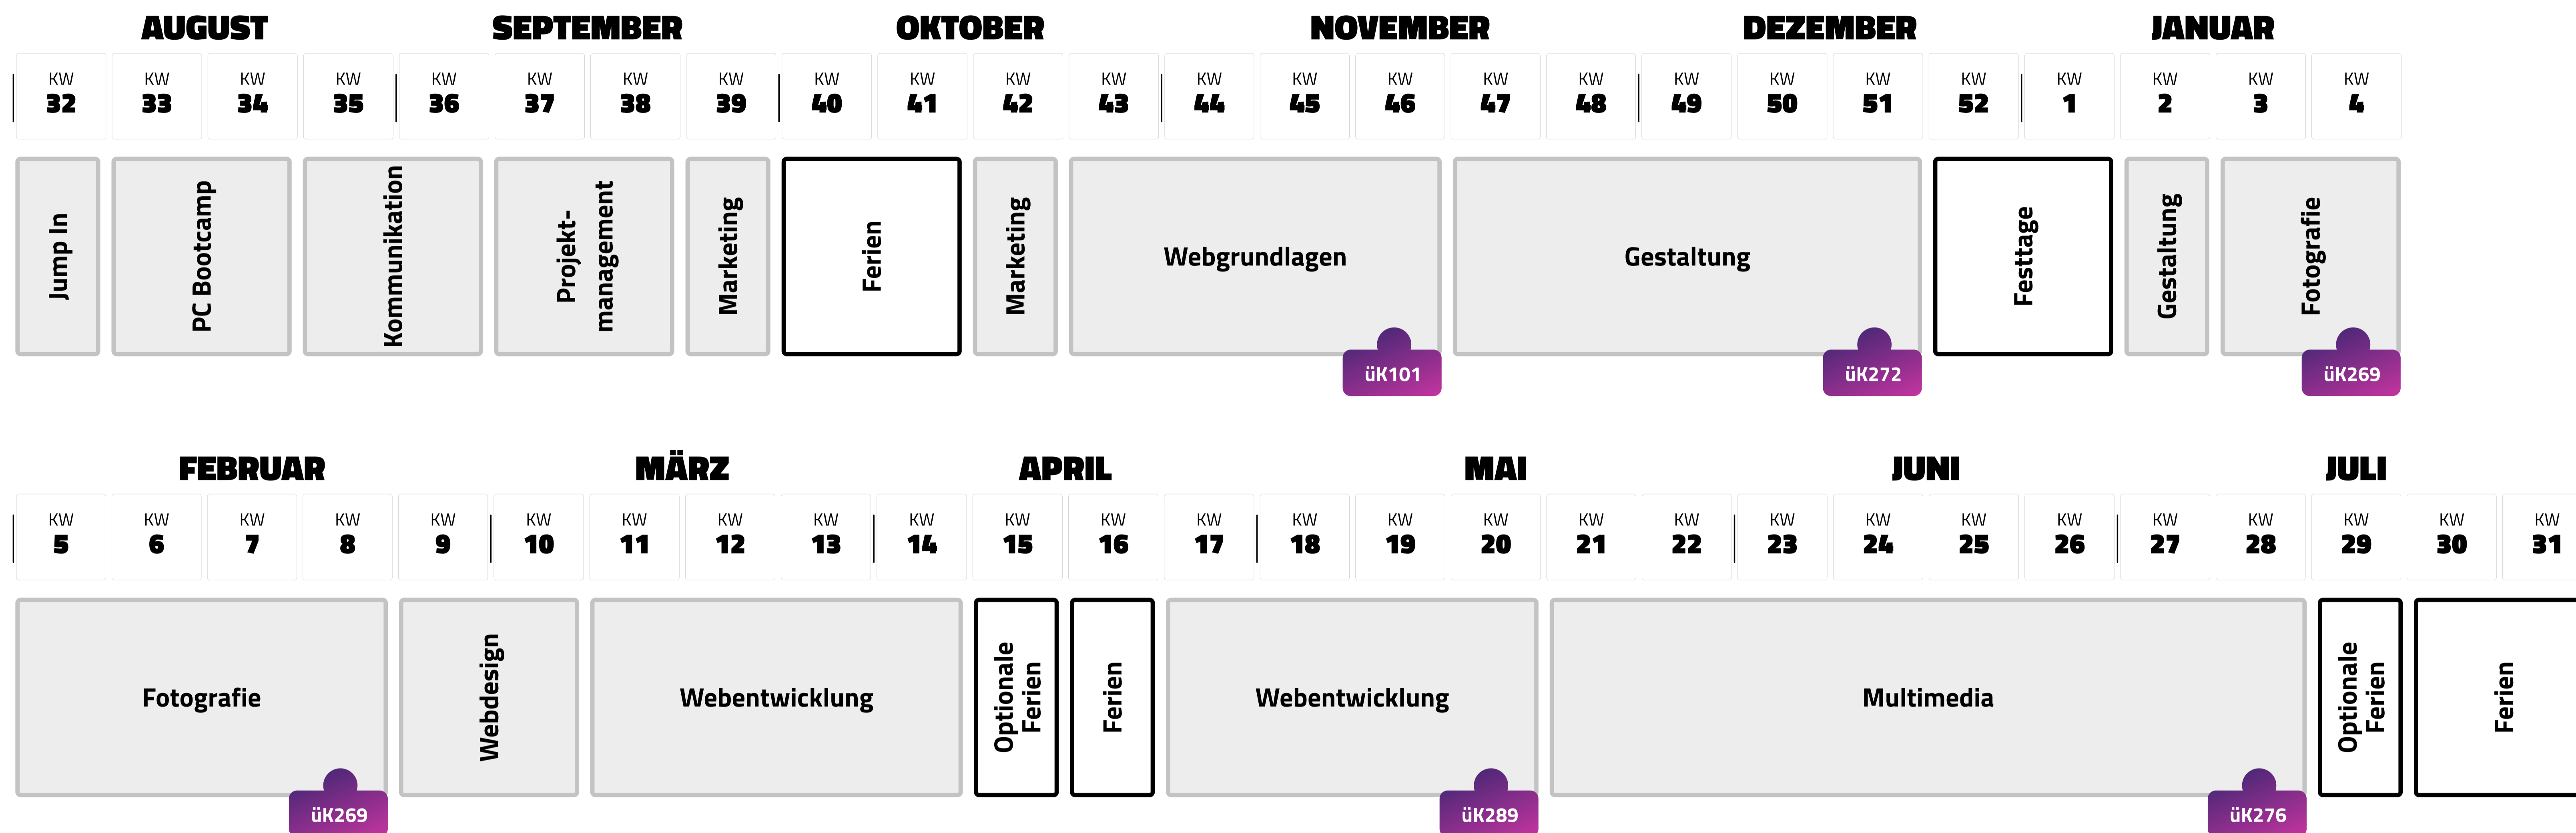 AUGUST SEPTEMBER OKTOBER NOVEMBER DEZEMBER JANUAR
KW KW KW KW KW KW KW KW KW KW KW KW KW KW KW KW KW KW KW KW KW KW KW KW KW
32 33 34 35 36 37 38 39 40 41 42 43 44 45 46 47 48 49 50 51 52 1 2 3 4
Jump In
PC Bootcamp
Kommunikation
Projekt-
management
Marketing
Ferien
Marketing
Webgrundlagen
Gestaltung
Festtage
Gestaltung
Fotografie
üK101 üK272 üK269
FEBRUAR MÄRZ APRIL MAI JUNI JULI
KW KW KW KW KW KW KW KW KW KW KW KW KW KW KW KW KW KW KW KW KW KW KW KW KW KW KW
5 6 7 8 9 10 11 12 13 14 15 16 17 18 19 20 21 22 23 24 25 26 27 28 29 30 31
Fotografie
Webdesign
Webentwicklung
Optionale
Ferien
Ferien
Webentwicklung
Multimedia
Optionale
Ferien
Ferien
üK269 üK289 üK276